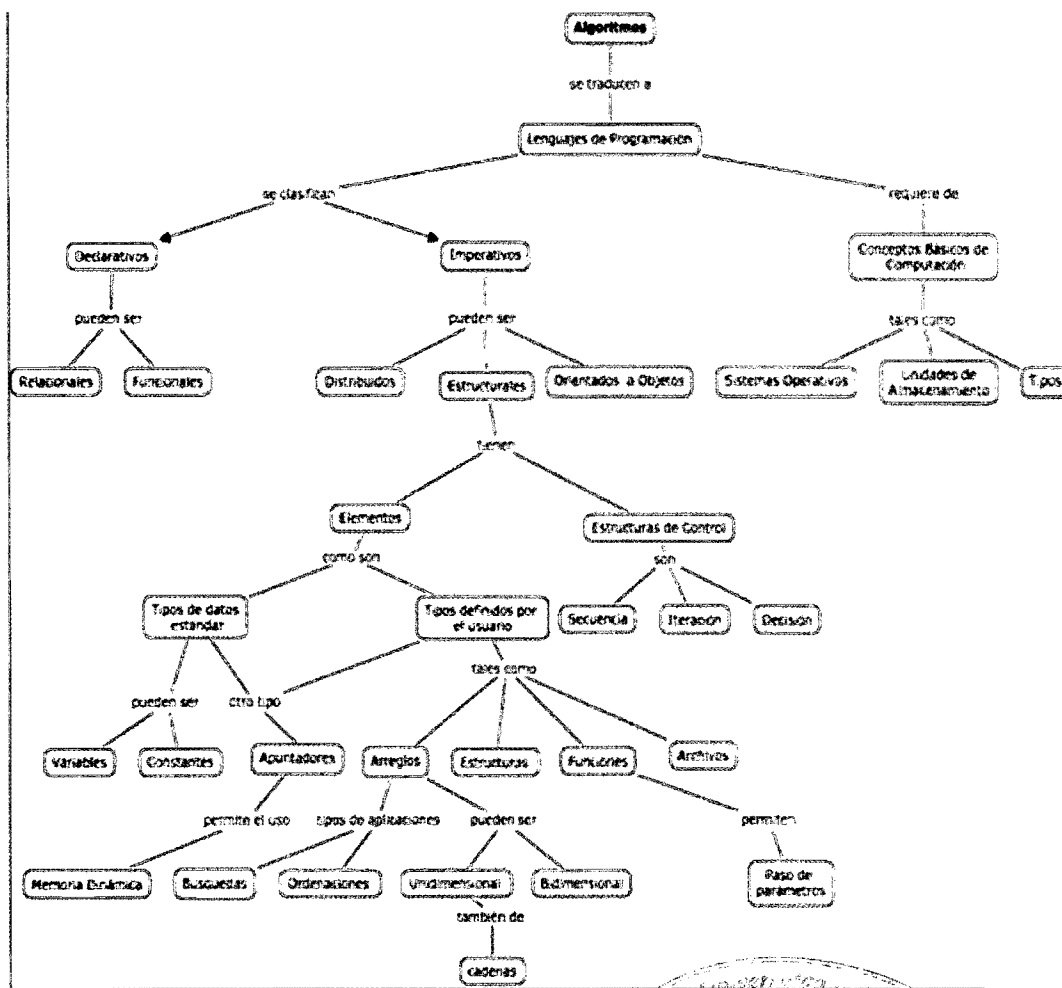 Algoritmos
se traducen a
Lenguajes de Programación
se clasifican
requiere de
Declarativos
Imperativos
Conceptos Básicos de
Computación
pueden ser
pueden ser
tales como
Relacionales
Funcionales
Distribuidos
Estructurales
Orientados a Objetos
Sistemas Operativos
Unidades de
Almacenamiento
Tipos
tienen
Elementos
Estructuras de Control
como son
son
Tipos de datos
estándar
Tipos definidos por
el usuario
Secuencia
Iteración
Decisión
tales como
pueden ser
otro tipo
Variables
Constantes
Apuntadores
Arreglos
Estructuras
Funciones
Archivos
permite el uso
tipos de aplicaciones
pueden ser
permiten
Memoria Dinámica
Búsquedas
Ordenaciones
Unidimensional
Bidimensional
Paso de
parámetros
también de
cadenas